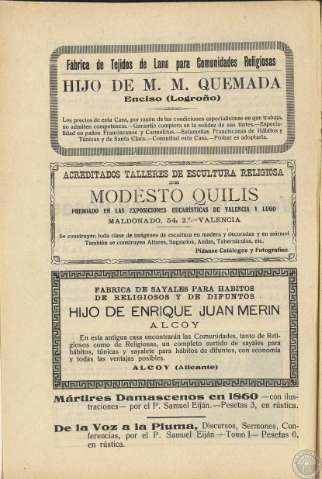 Fábrica de Tejidos de Lana para Comunidades Religiosas
HIJO DE M. M. QUEMADA
Enciso (Logroño)
Los precios de esta Casa, por razón de las condiciones especialísimas en que trabaja,
no admiten competencias.-Garantía completa en la solidez de sus tintes.-Especia-
lidad en paños Franciscanos y Carmelitas.-Estameñas Franciscanas de Hábitos y
Túnicas y de Santa Clara.-Consultad esta Casa.-Probar es adoptarla.
ACREDITADOS TALLERES DE ESCULTURA RELIGIOSA
DE
MODESTO QUILIS
PREMIADO EN LAS EXPOSICIONES EUCARÍSTICAS DE VALENCIA Y LUGO
MALDONADO, 54, 2.º-VALENCIA
Se construyen toda clase de imágenes de escultura en madera y decoradas y en mármol
También se construyen Altares, Sagrarios, Andas, Tabernáculos, etc.
Pídanse Catálogos y Fotografías.
FABRICA DE SAYALES PARA HABITOS
DE RELIGIOSOS Y DE DIFUNTOS
HIJO DE ENRIQUE JUAN MERIN
ALCOY
En esta antigua casa encontrarán las Comunidades, tanto de Reli-
giosos como de Religiosas, un completo surtido de sayales para
hábitos, túnicas y sayalete para hábitos de difuntos, con economía
y todas las ventajas posibles.
ALCOY (Alicante)
Mártires Damascenos en 1860 —con ilus-
traciones— por el P. Samuel Eiján.—Pesetas 3, en rústica.
De la Voz a la Pluma, Discursos, Sermones, Con-
ferencias, por el P. Samuel Eiján —Tomo I— Pesetas 6,
en rústica.